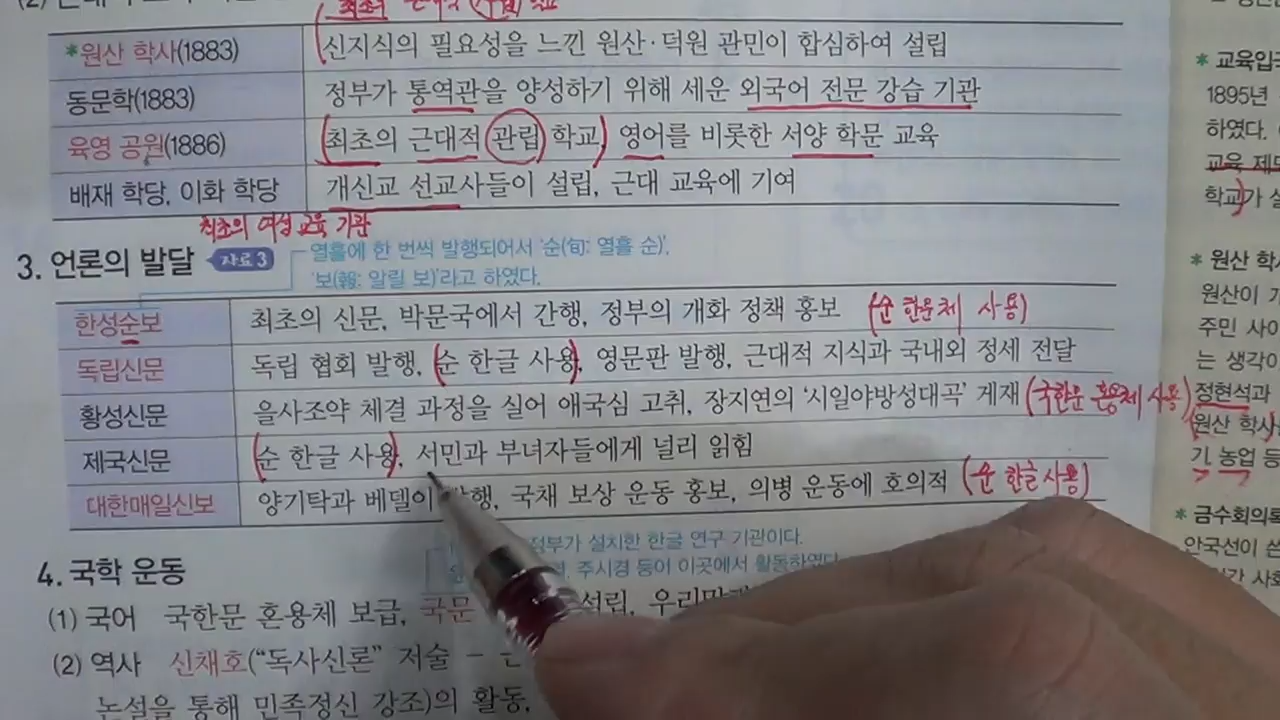 최초의
*원산 학사(1883) 신지식의 필요성을 느낀 원산·덕원 관민이 합심하여 설립
동문학(1883) 정부가 통역관을 양성하기 위해 세운 외국어 전문 강습 기관
육영 공원(1886) (최초의 근대적 관립 학교) 영어를 비롯한 서양 학문 교육
배재 학당, 이화 학당 개신교 선교사들이 설립, 근대 교육에 기여
최초의 여성 교육 기관
3. 언론의 발달 자료 3
열흘에 한 번씩 발행되어서 '순(旬: 열흘 순)',
'보(報: 알릴 보)'라고 하였다.
한성순보 최초의 신문, 박문국에서 간행, 정부의 개화 정책 홍보 (순 한문체 사용)
독립신문 독립 협회 발행, (순 한글 사용), 영문판 발행, 근대적 지식과 국내외 정세 전달
황성신문 을사조약 체결 과정을 실어 애국심 고취, 장지연의 '시일야방성대곡' 게재 (국한문 혼용체 사용)
제국신문 (순 한글 사용), 서민과 부녀자들에게 널리 읽힘
대한매일신보 양기탁과 베델이 발행, 국채 보상 운동 홍보, 의병 운동에 호의적 (순 한글 사용)
정부가 설치한 한글 연구 기관이다.
주시경 등이 이곳에서 활동하였다.
4. 국학 운동
(1) 국어 국한문 혼용체 보급, 국문 설립,
(2) 역사 신채호("독사신론" 저술 -
논설을 통해 민족정신 강조)의 활동,
* 교육입국
1895년
하였다.
교육 제도
학교)가 설
* 원산 학사
원산이
주민 사이
는 생각이
정현석과
(원산 학사)
기 농업 등
* 금수회의록
안국선이 쓴